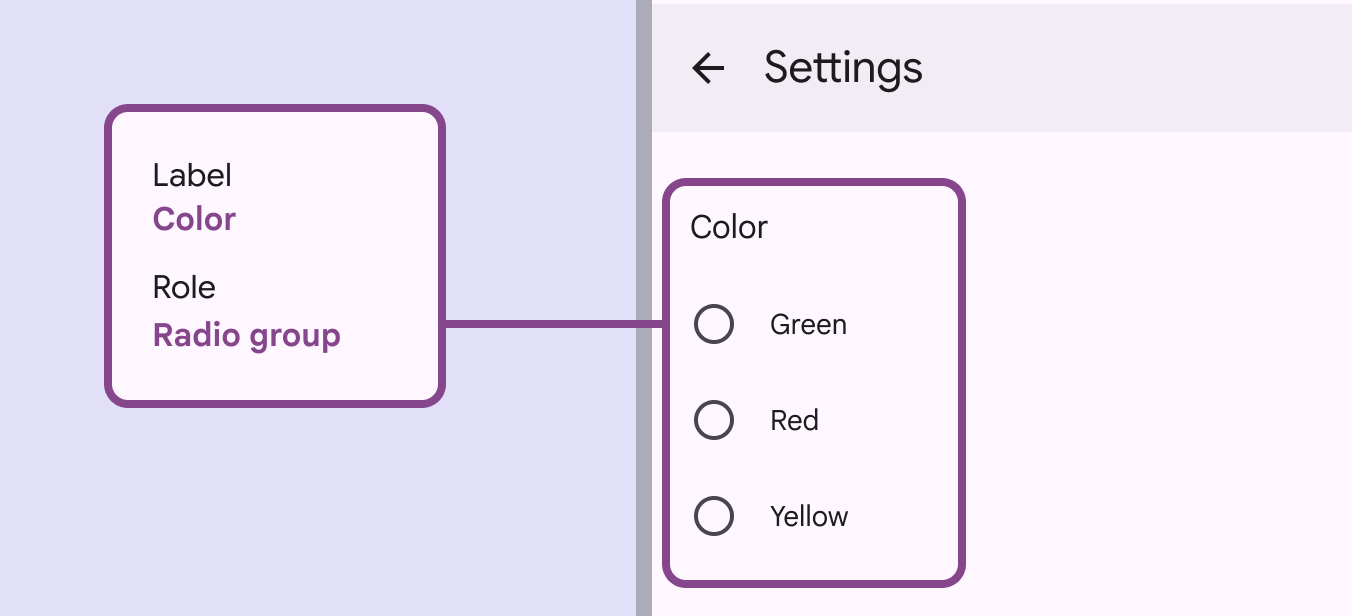 Label
Color
Role
Radio group
Settings
Color
Green
Red
Yellow